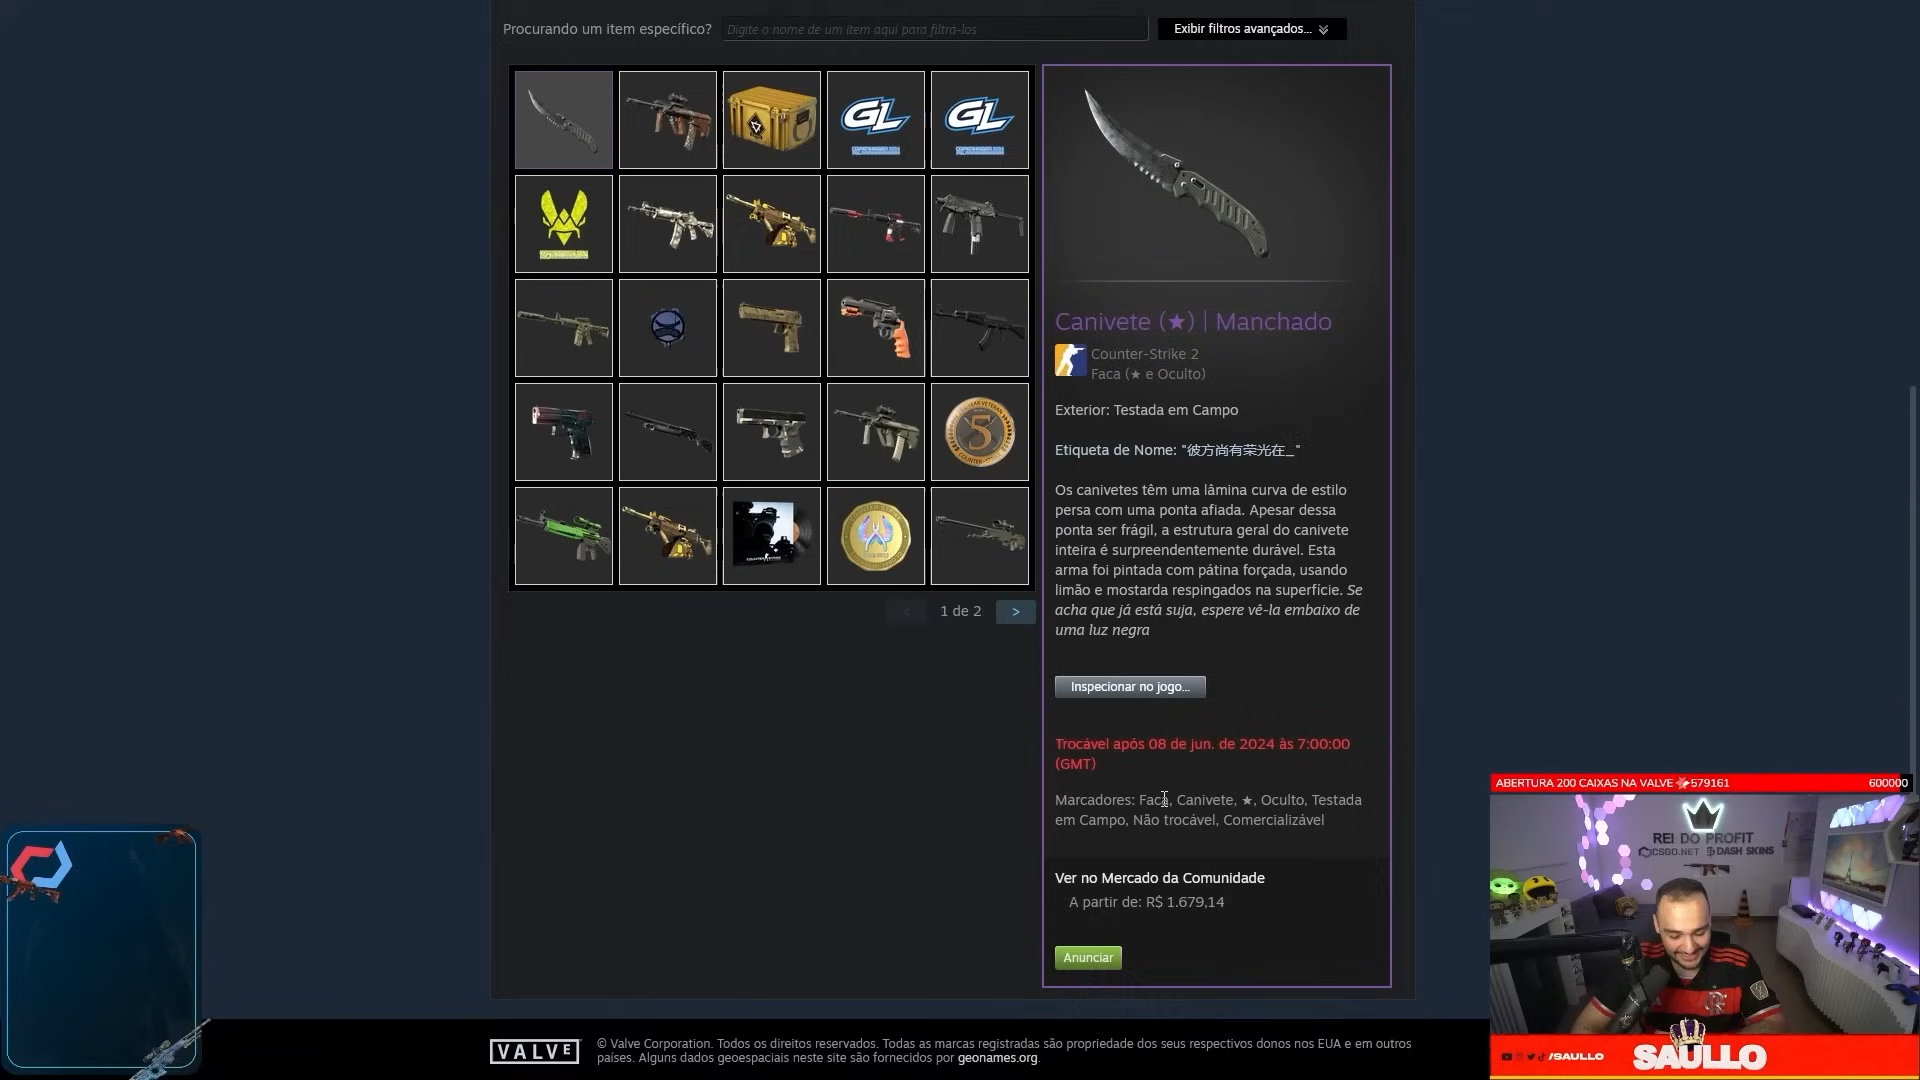 Procurando um item específico?
Digite o nome de um item aqui para filtrá-los
Exibir filtros avançados...
GL
GL
5
1 de 2
>
Canivete (★) | Manchado
Counter-Strike 2
Faca (★ e Oculto)
Exterior: Testada em Campo
Etiqueta de Nome: "彼方尚有荣光在_"
Os canivetes têm uma lâmina curva de estilo
persa com uma ponta afiada. Apesar dessa
ponta ser frágil, a estrutura geral do canivete
inteira é surpreendentemente durável. Esta
arma foi pintada com pátina forçada, usando
limão e mostarda respingados na superfície. Se
acha que já está suja, espere vê-la embaixo de
uma luz negra
Inspecionar no jogo...
Trocável após 08 de jun. de 2024 às 7:00:00
(GMT)
Marcadores: Faca, Canivete, ★, Oculto, Testada
em Campo, Não trocável, Comercializável
Ver no Mercado da Comunidade
A partir de: R$ 1.679,14
Anunciar
VALVE
© Valve Corporation. Todos os direitos reservados. Todas as marcas registradas são propriedade dos seus respectivos donos nos EUA e em outros
países. Alguns dados geoespaciais neste site são fornecidos por geonames.org.
ABERTURA 200 CAIXAS NA VALVE 579161
600000
REI DO PROFIT
CSGO.NET DASH SKINS
/SAULLO
SAULLO